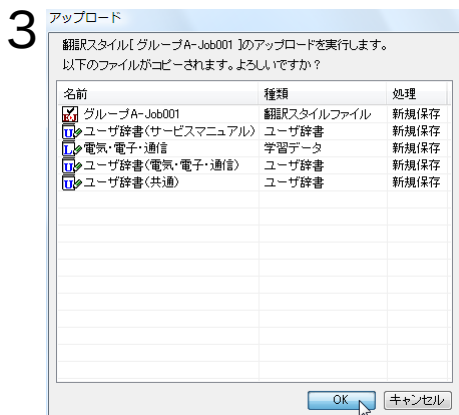 3
アップロード
翻訳スタイル[ グループA-Job001 ]のアップロードを実行します。
以下のファイルがコピーされます。よろしいですか？
名前 種類 処理
グループA-Job001 翻訳スタイルファイル 新規保存
ユーザ辞書(サービスマニュアル) ユーザ辞書 新規保存
電気・電子・通信 学習データ 新規保存
ユーザ辞書(電気・電子・通信) ユーザ辞書 新規保存
ユーザ辞書(共通) ユーザ辞書 新規保存
OK キャンセル